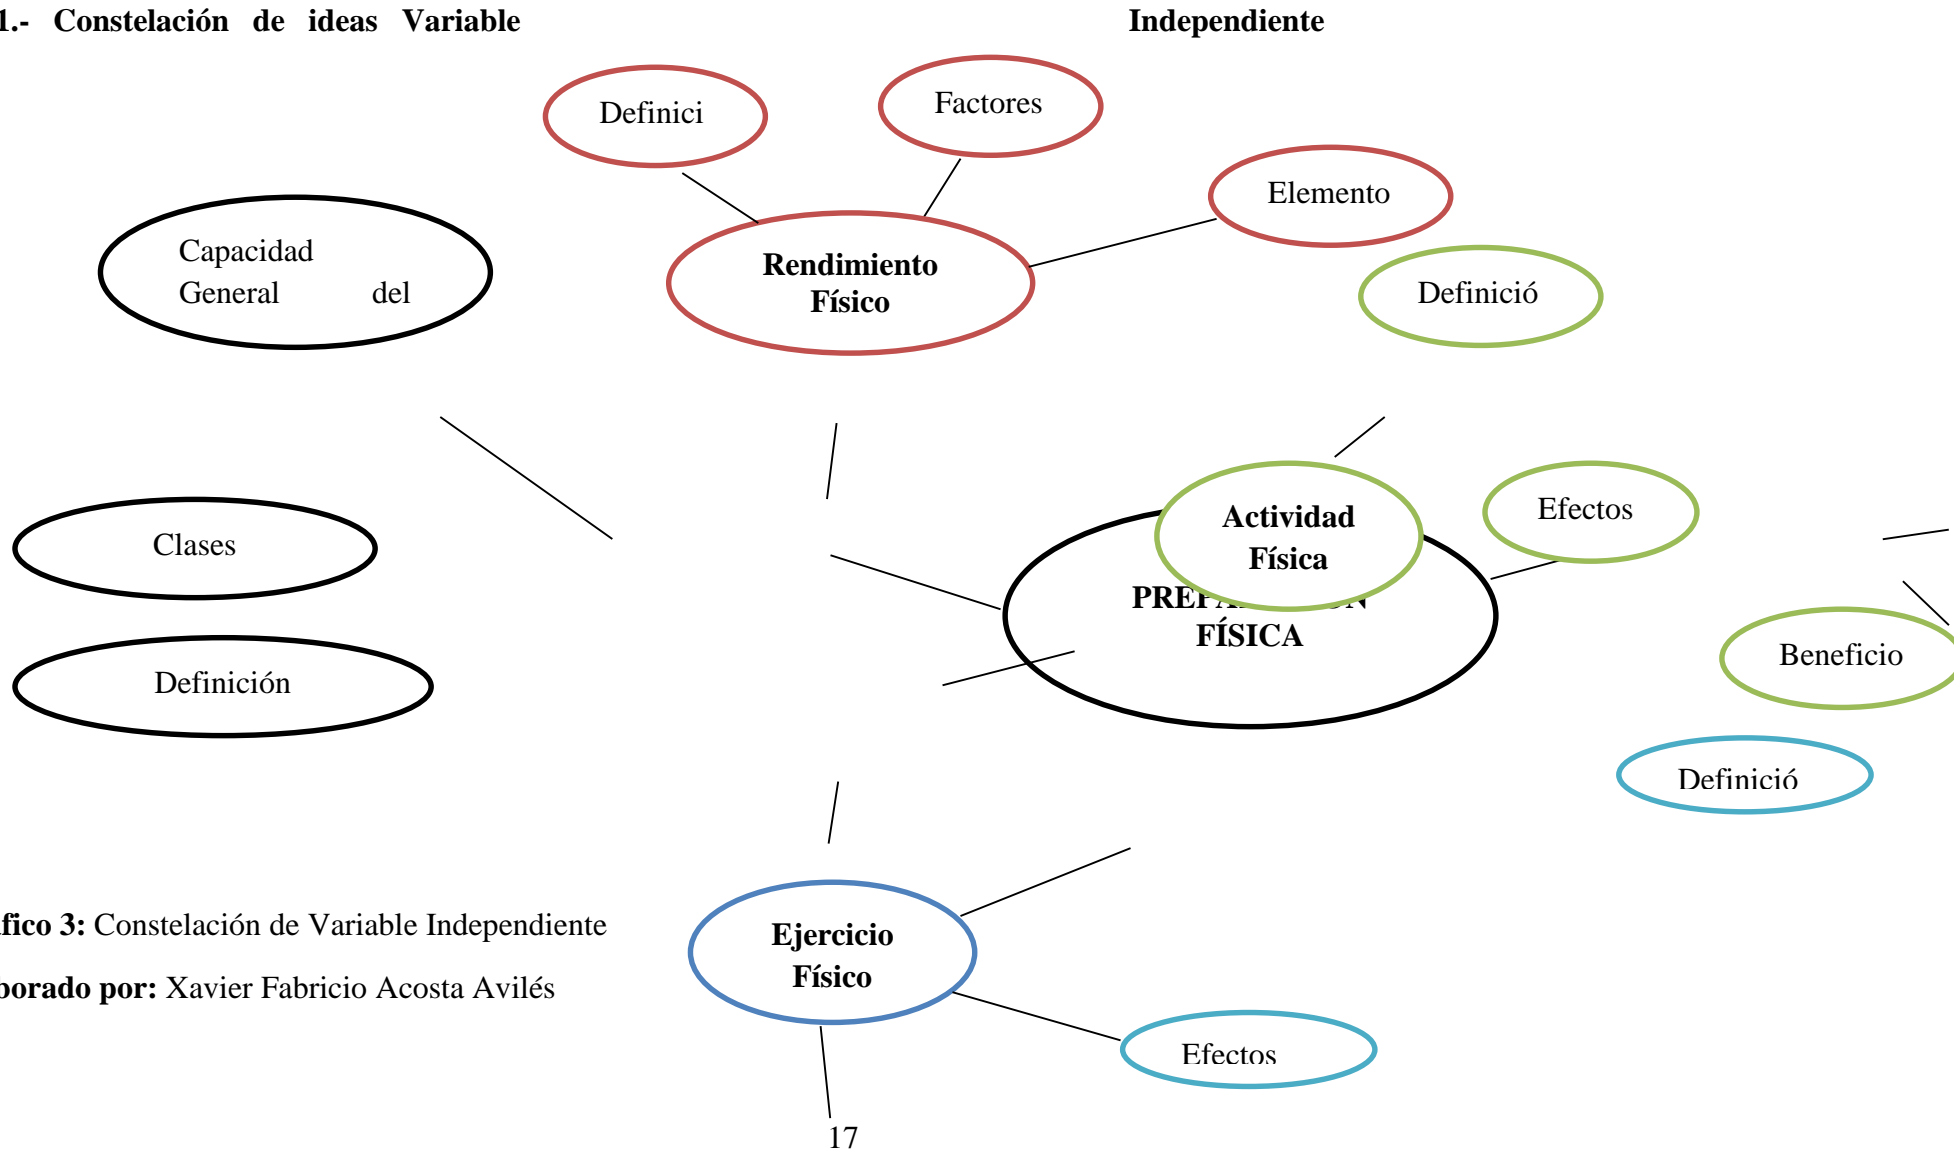 1.- Constelación de ideas Variable Independiente
Definici
Factores
Elemento
Capacidad
General del
Rendimiento
Físico
Definició
Clases
Actividad
Física
Efectos
FÍSICA
Definición
Beneficio
Definició
fico 3: Constelación de Variable Independiente
Ejercicio
Físico
borado por: Xavier Fabricio Acosta Avilés
Efectos
17